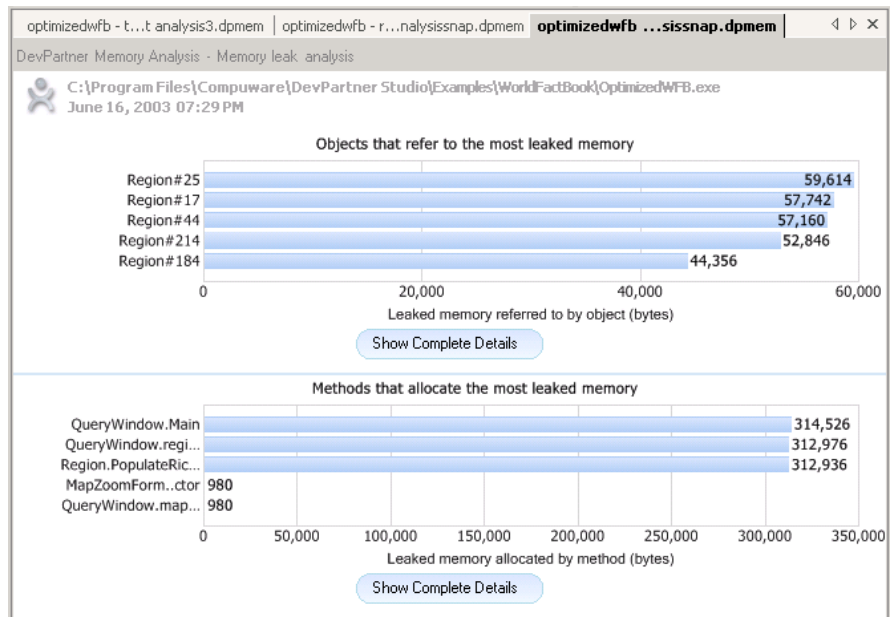 optimizedwfb - t...t analysis3.dpmem optimizedwfb - r...nalysissnap.dpmem optimizedwfb ...sissnap.dpmem
DevPartner Memory Analysis - Memory leak analysis
C:\Program Files\Compuware\DevPartner Studio\Examples\WorldFactBook\OptimizedWFB.exe
June 16, 2003 07:29 PM
Objects that refer to the most leaked memory
Region#25 59,614
Region#17 57,742
Region#44 57,160
Region#214 52,846
Region#184 44,356
0 20,000 40,000 60,000
Leaked memory referred to by object (bytes)
Show Complete Details
Methods that allocate the most leaked memory
QueryWindow.Main 314,526
QueryWindow.regi... 312,976
Region.PopulateRic... 312,936
MapZoomForm..ctor 980
QueryWindow.map... 980
0 50,000 100,000 150,000 200,000 250,000 300,000 350,000
Leaked memory allocated by method (bytes)
Show Complete Details